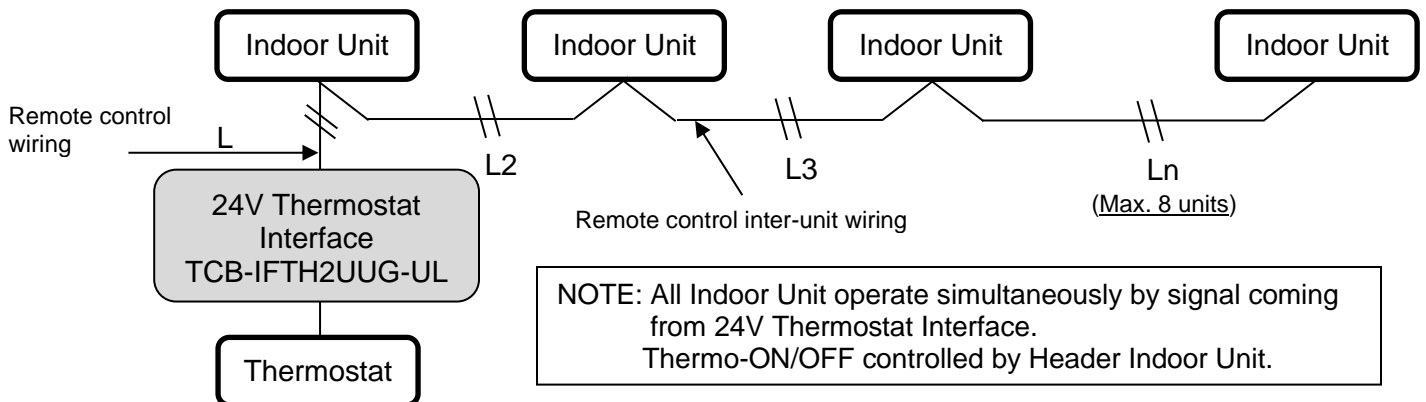 Indoor Unit
Indoor Unit
Indoor Unit
Indoor Unit
Remote control
wiring
L
L2
L3
Ln
(Max. 8 units)
Remote control inter-unit wiring
24V Thermostat
Interface
TCB-IFTH2UUG-UL
Thermostat
NOTE: All Indoor Unit operate simultaneously by signal coming
from 24V Thermostat Interface.
Thermo-ON/OFF controlled by Header Indoor Unit.